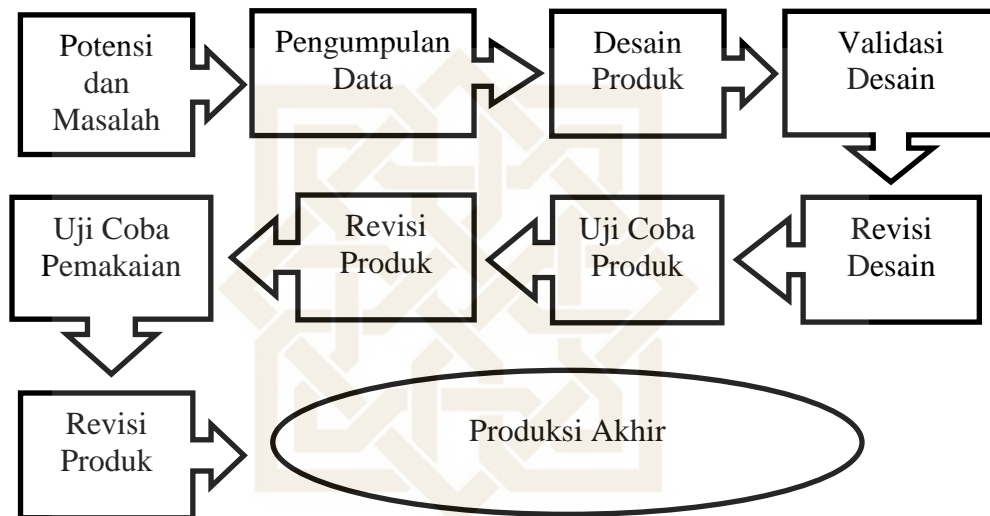 Potensi
dan
Masalah
Pengumpulan
Data
Desain
Produk
Validasi
Desain
Revisi
Desain
Uji Coba
Produk
Revisi
Produk
Uji Coba
Pemakaian
Revisi
Produk
Produksi Akhir